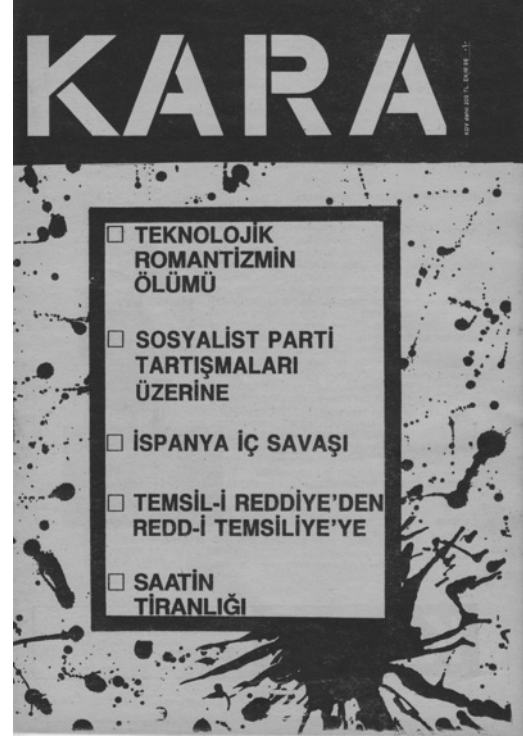 KARA
☐ TEKNOLOJİK
ROMANTİZMİN
ÖLÜMÜ
☐ SOSYALİST PARTİ
TARTIŞMALARI
ÜZERİNE
☐ İSPANYA İÇ SAVAŞI
☐ TEMSİL-İ REDDİYE'DEN
REDD-İ TEMSİLİYE'YE
☐ SAATİN
TİRANLIĞI